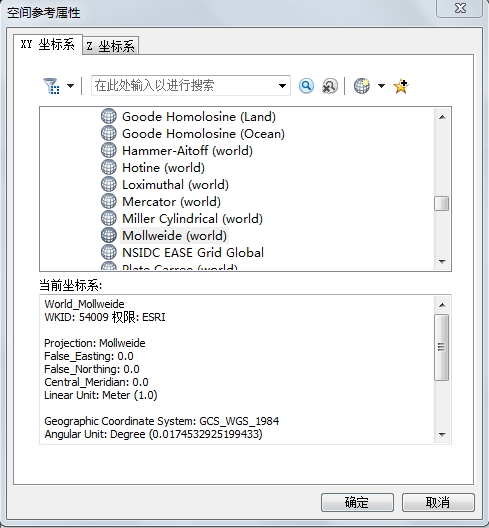 空间参考属性
XY 坐标系 Z 坐标系
在此处输入以进行搜索
Goode Homolosine (Land)
Goode Homolosine (Ocean)
Hammer-Aitoff (world)
Hotine (world)
Loximuthal (world)
Mercator (world)
Miller Cylindrical (world)
Mollweide (world)
NSIDC EASE Grid Global
Plate Carree (world)
当前坐标系:
World_Mollweide
WKID: 54009 权限: ESRI
Projection: Mollweide
False_Easting: 0.0
False_Northing: 0.0
Central_Meridian: 0.0
Linear Unit: Meter (1.0)
Geographic Coordinate System: GCS_WGS_1984
Angular Unit: Degree (0.0174532925199433)
确定 取消